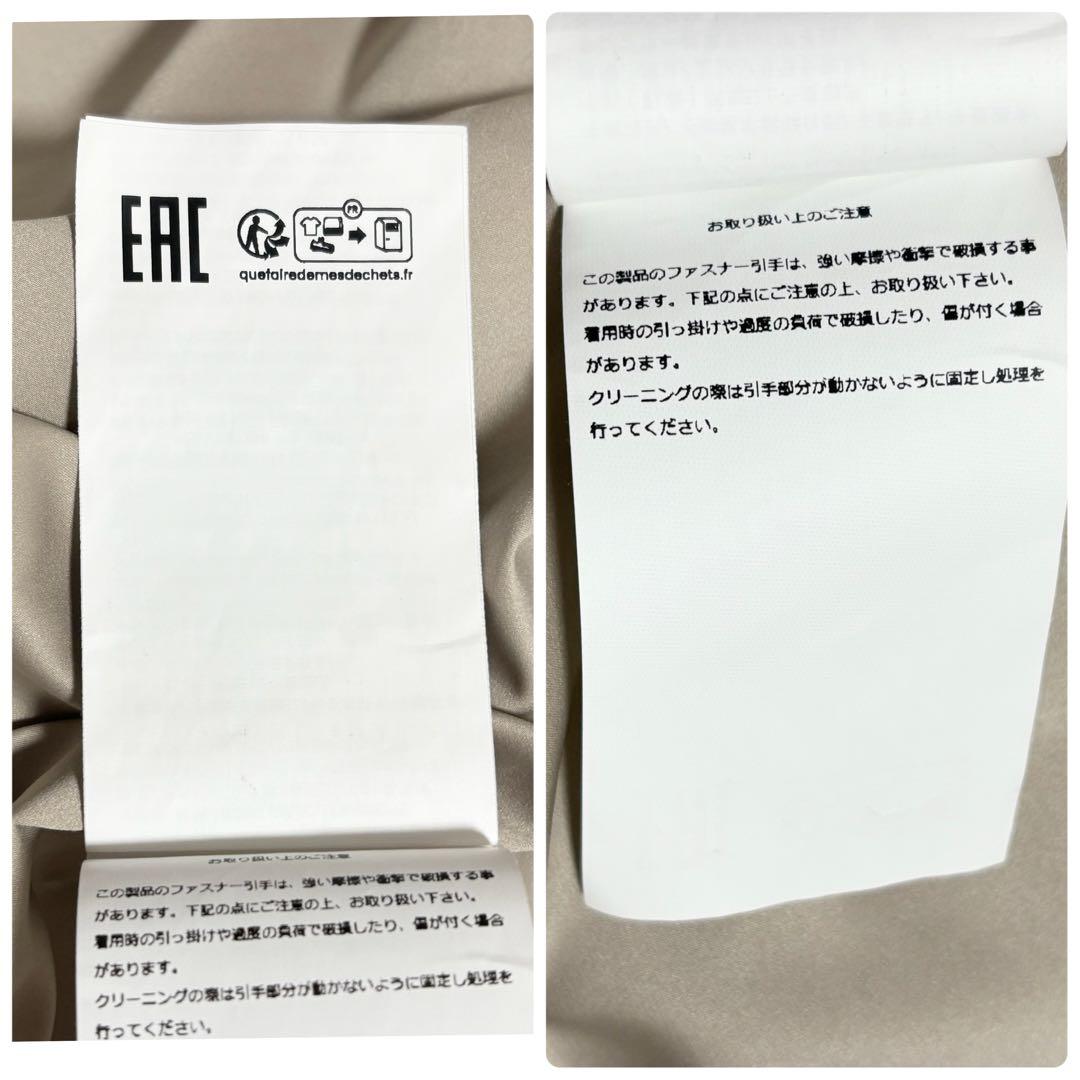 EAC
FR
quefairedemesdechets.fr
お取り扱い上のご注意
この製品のファスナー引手は、強い摩擦や衝撃で破損する事
があります。下記の点にご注意の上、お取り扱い下さい。
着用時の引っ掛けや過度の負荷で破損したり、傷が付く場合
があります。
クリーニングの際は引手部分が動かないように固定し処理を
行ってください。
お取り扱い上のご注意
この製品のファスナー引手は、強い摩擦や衝撃で破損する事
があります。下記の点にご注意の上、お取り扱い下さい。
着用時の引っ掛けや過度の負荷で破損したり、傷が付く場合
があります。
クリーニングの際は引手部分が動かないように固定し処理を
行ってください。